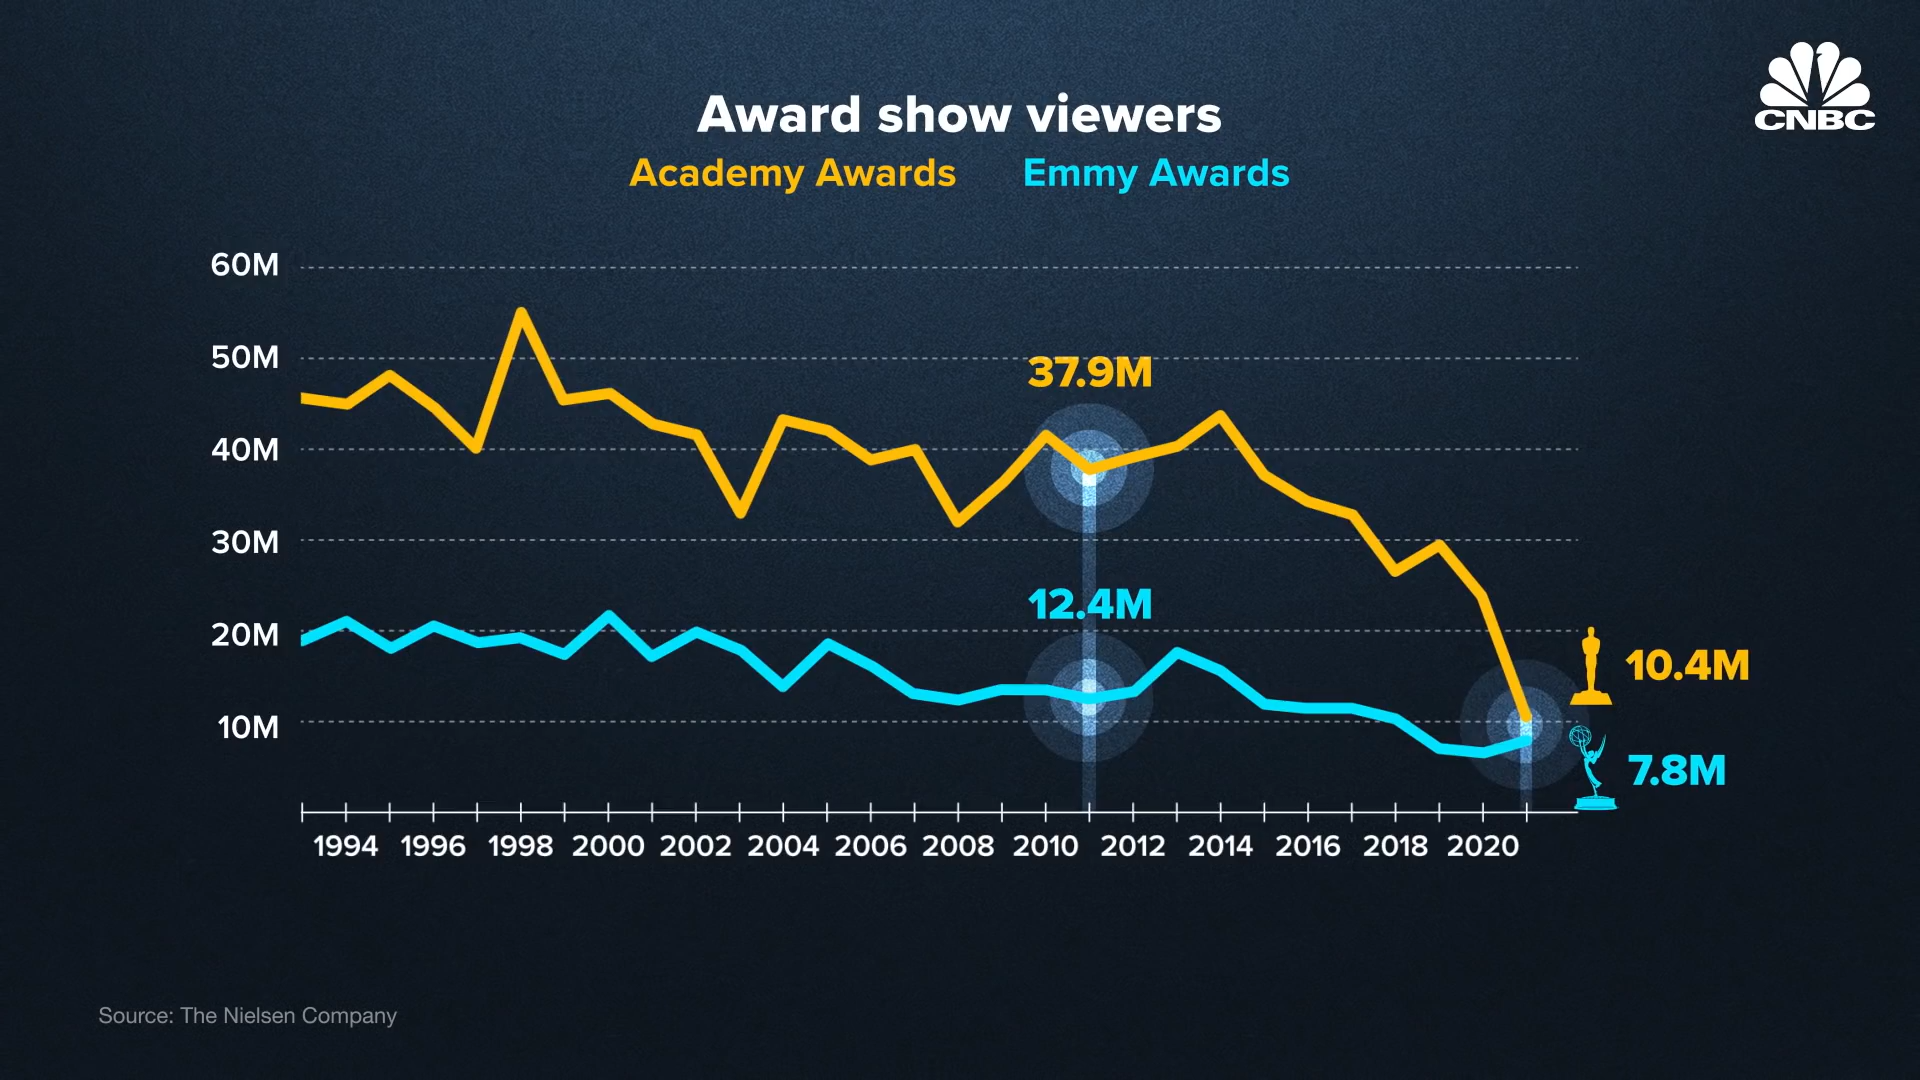 CNBC
Award show viewers
Academy Awards Emmy Awards
60M
50M
37.9M
40M
30M
12.4M
20M
10.4M
10M
7.8M
1994 1996 1998 2000 2002 2004 2006 2008 2010 2012 2014 2016 2018 2020
Source: The Nielsen Company